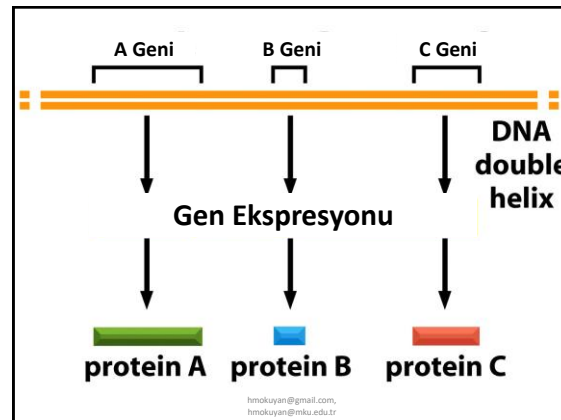 A Geni B Geni C Geni
DNA
double
helix
Gen Ekspresyonu
protein A protein B protein C
hmokuyan@gmail.com,
hmokuyan@mku.edu.tr